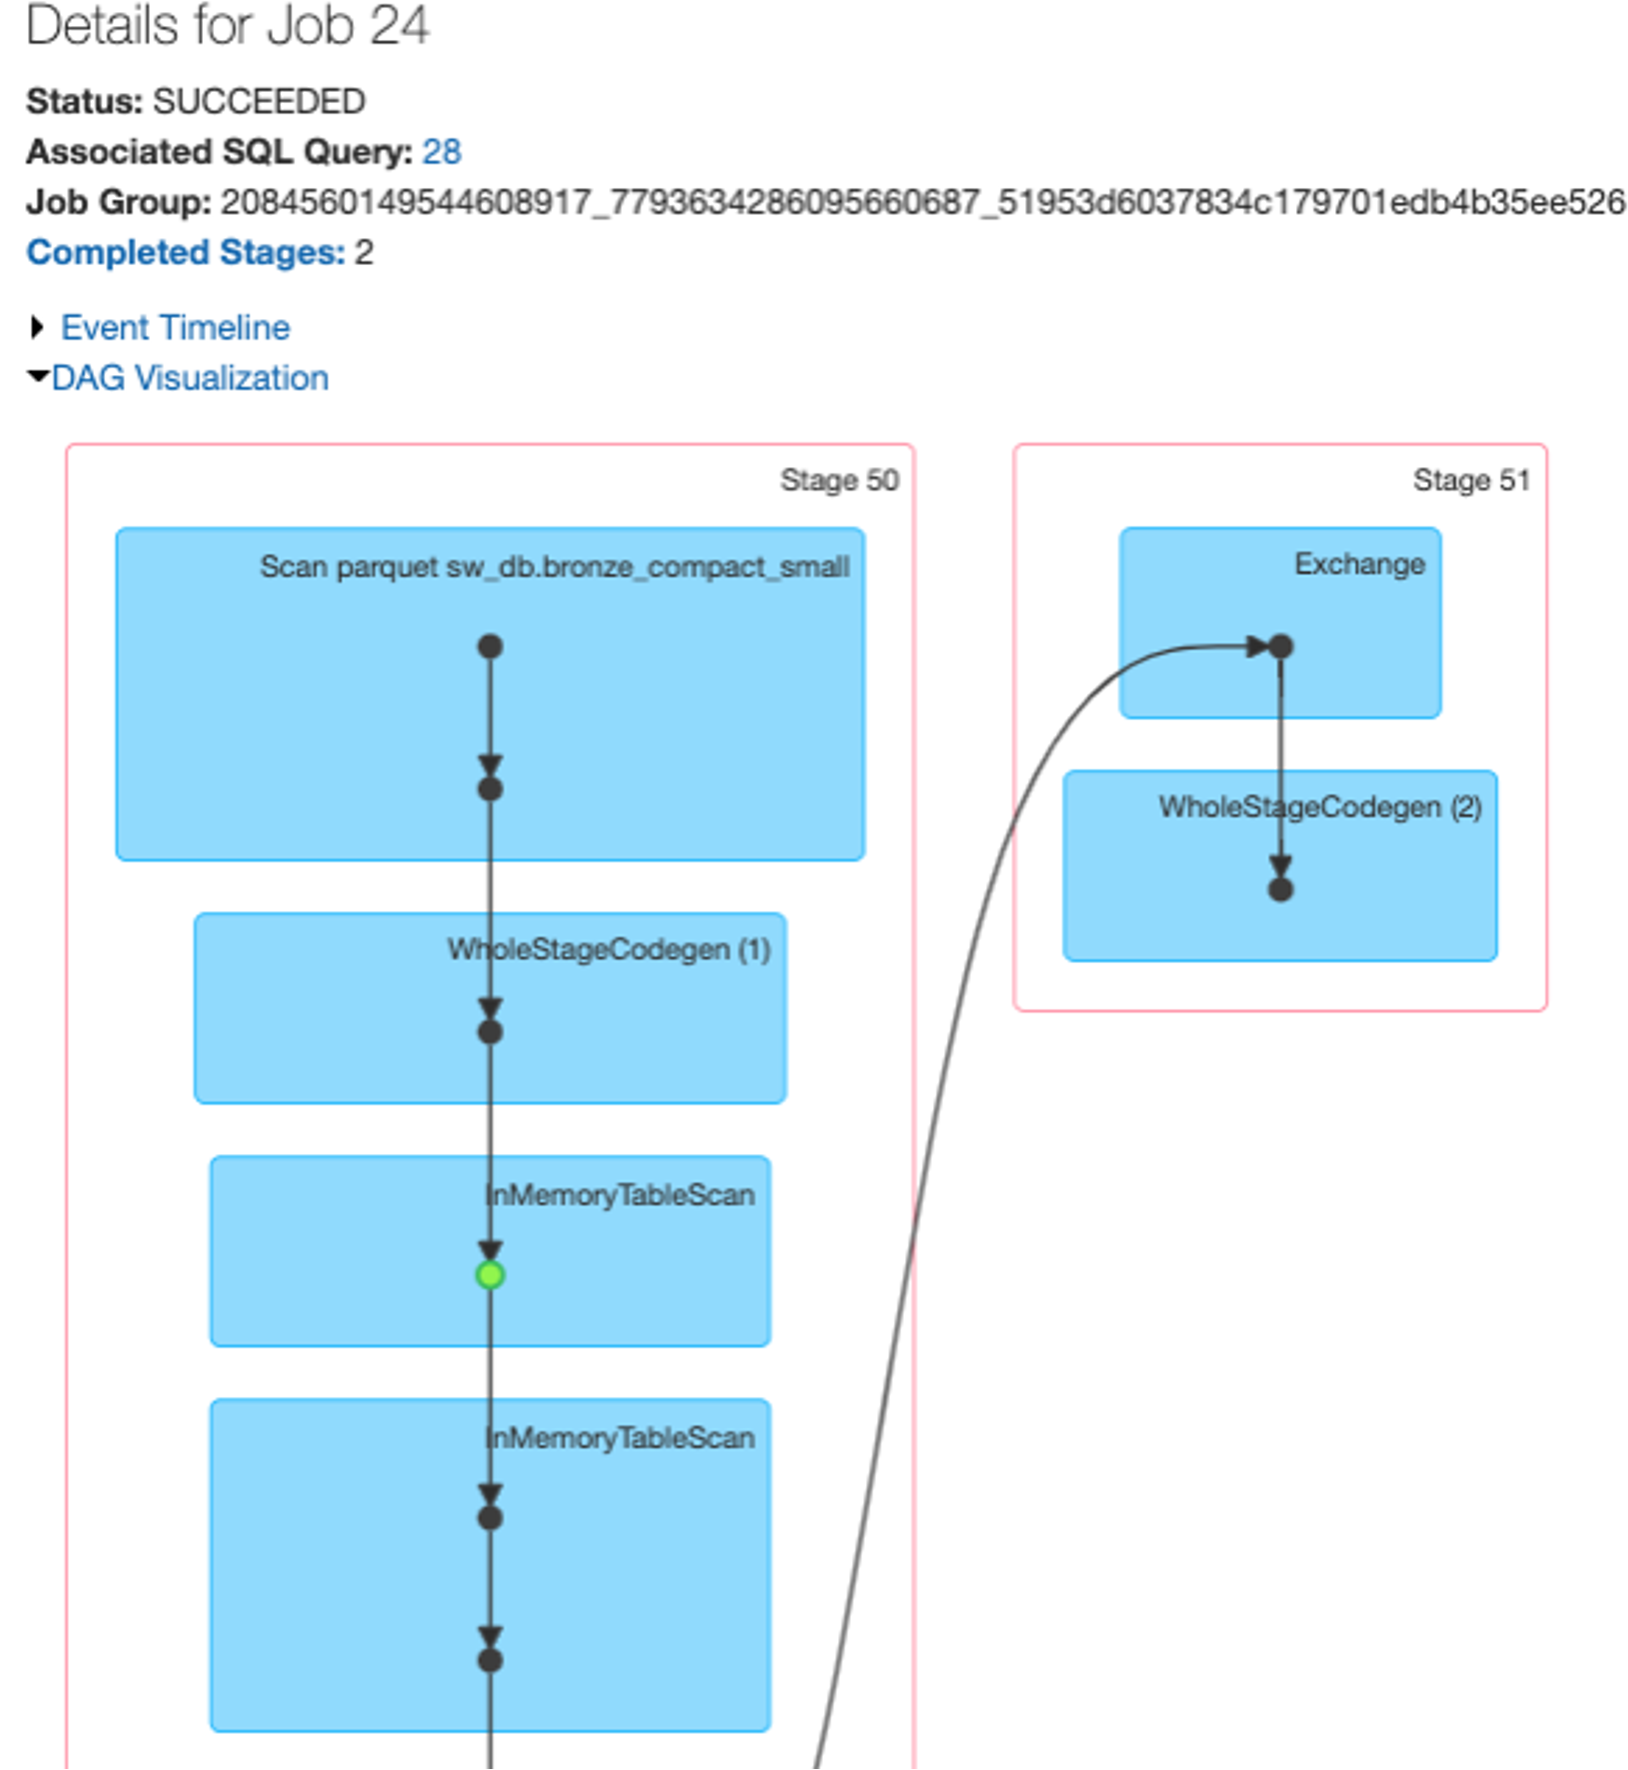 Details for Job 24
Status: SUCCEEDED
Associated SQL Query: 28
Job Group: 2084560149544608917_7793634286095660687_51953d6037834c179701edb4b35ee526
Completed Stages: 2
Event Timeline
DAG Visualization
Stage 50
Scan parquet sw_db.bronze_compact_small
WholeStageCodegen (1)
InMemoryTableScan
InMemoryTableScan
Stage 51
Exchange
WholeStageCodegen (2)